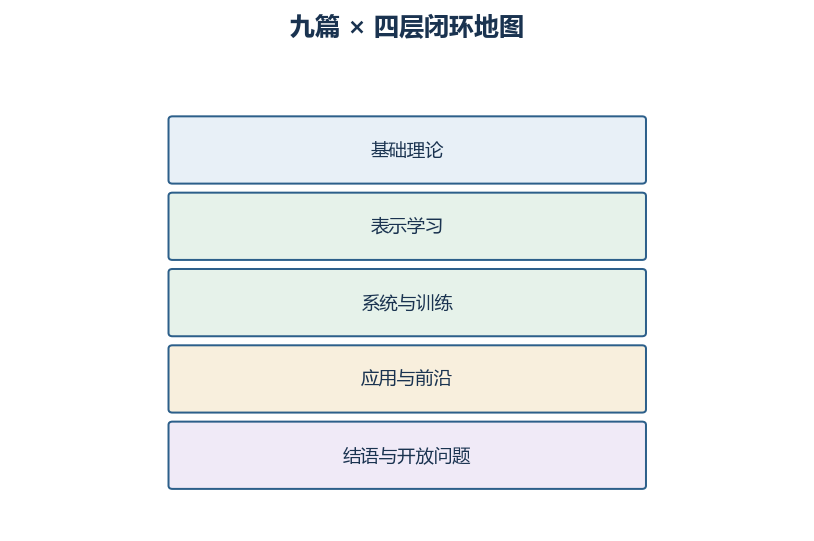 九篇 × 四层闭环地图
基础理论
表示学习
系统与训练
应用与前沿
结语与开放问题